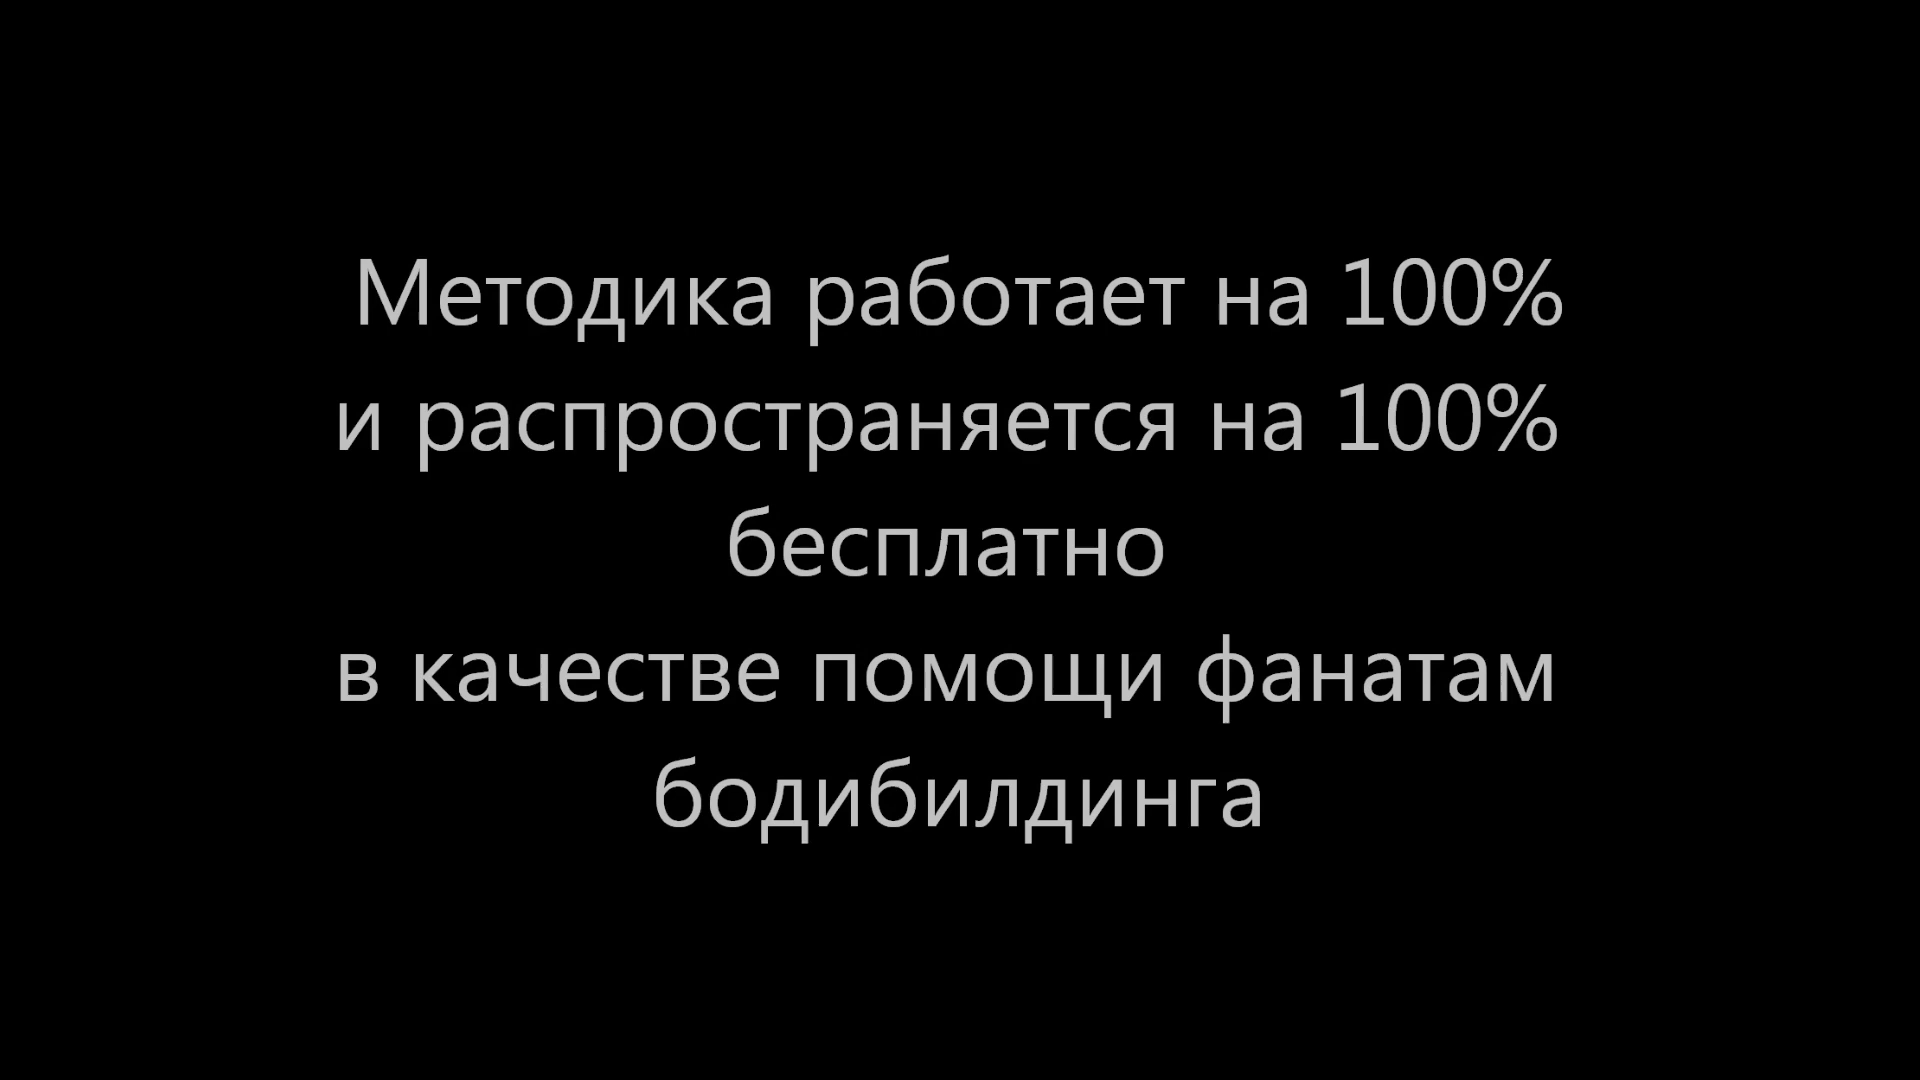 Методика работает на 100%
и распространяется на 100%
бесплатно
в качестве помощи фанатам
бодибилдинга